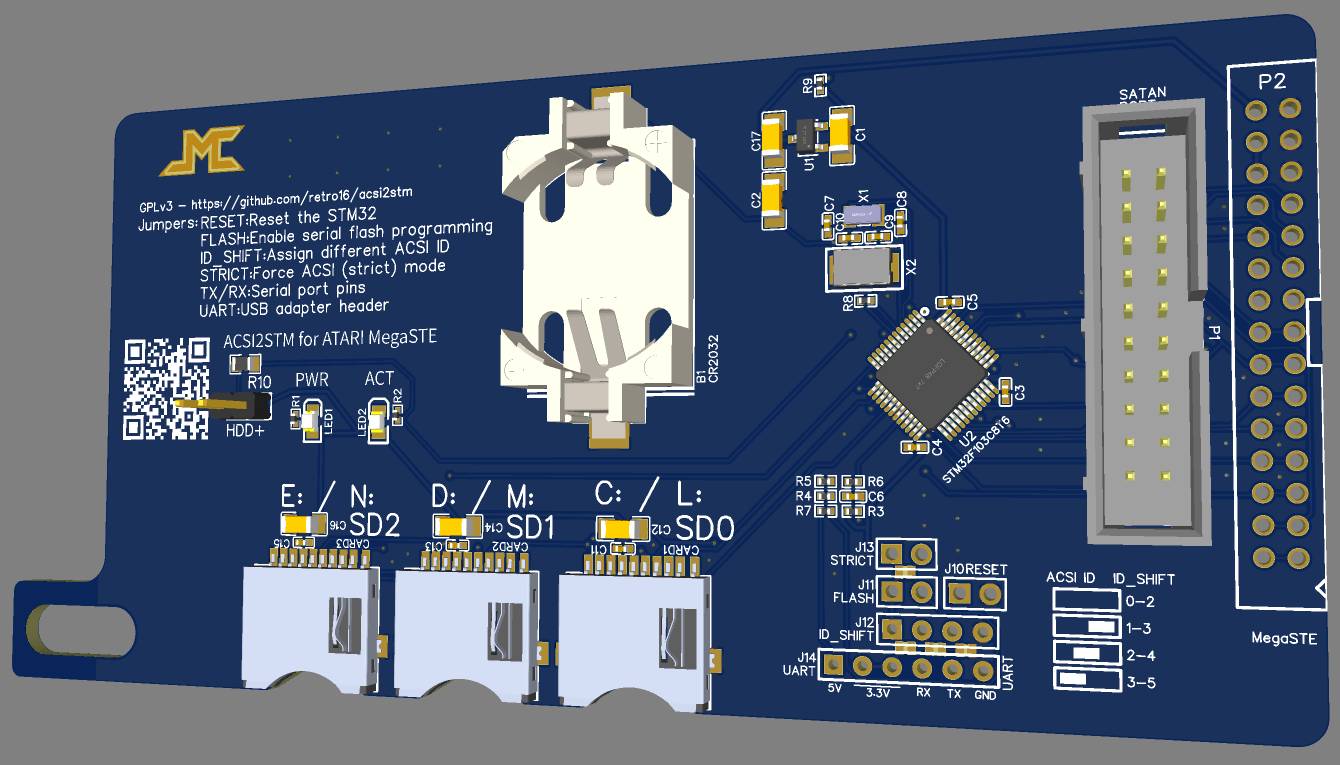 P2
SATAN
R9
C17
C1
U1
C2
MC
GPLv3 - https://github.com/retro16/acsi2stm
Jumpers: RESET:Reset the STM32
FLASH:Enable serial flash programming
ID_SHIFT:Assign different ACSI ID
STRICT:Force ACSI (strict) mode
TX/RX:Serial port pins
UART:USB adapter header
ACSI2STM for ATARI MegaSTE
R10
HDD+
PWR
R1
LED1
ACT
LED2
R2
B1
CR2032
C7
X1
C8
C10
C9
X2
R8
C5
C3
C4
U2
STM32F103C8T6
P1
R5
R6
R4
C6
R7
R3
E: / N:
SD2
C16
C15
CARD3
D: / M:
SD1
C14
C13
CARD2
C: / L:
SD0
C12
C11
CARD1
J13
STRICT
J11
FLASH
J10 RESET
J12
ID_SHIFT
J14
UART
UART
5V
3.3V
RX
TX
GND
ACSI ID ID_SHIFT
0-2
1-3
2-4
3-5
MegaSTE